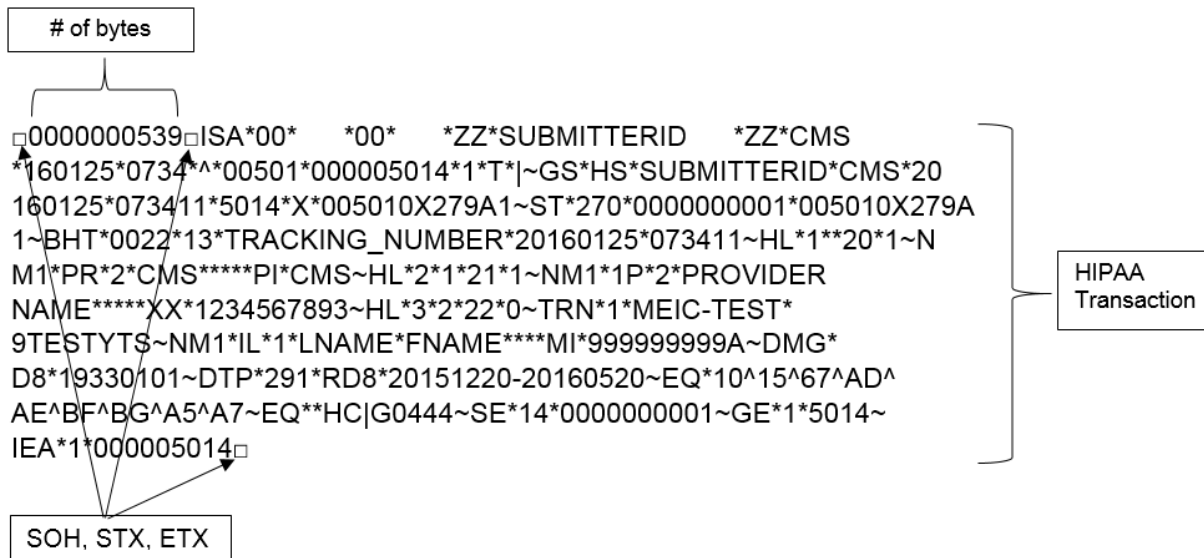 # of bytes
□0000000539□ISA*00*      *00*      *ZZ*SUBMITTERID      *ZZ*CMS
*160125*0734*^*00501*000005014*1*T*|~GS*HS*SUBMITTERID*CMS*20
160125*073411*5014*X*005010X279A1~ST*270*0000000001*005010X279A
1~BHT*0022*13*TRACKING_NUMBER*20160125*073411~HL*1**20*1~N
M1*PR*2*CMS*****PI*CMS~HL*2*1*21*1~NM1*1P*2*PROVIDER
NAME*****XX*1234567893~HL*3*2*22*0~TRN*1*MEIC-TEST*
9TESTYTS~NM1*IL*1*LNAME*FNAME****MI*999999999A~DMG*
D8*19330101~DTP*291*RD8*20151220-20160520~EQ*10^15^67^AD^
AE^BF^BG^A5^A7~EQ**HC|G0444~SE*14*0000000001~GE*1*5014~
IEA*1*000005014□
HIPAA
Transaction
SOH, STX, ETX